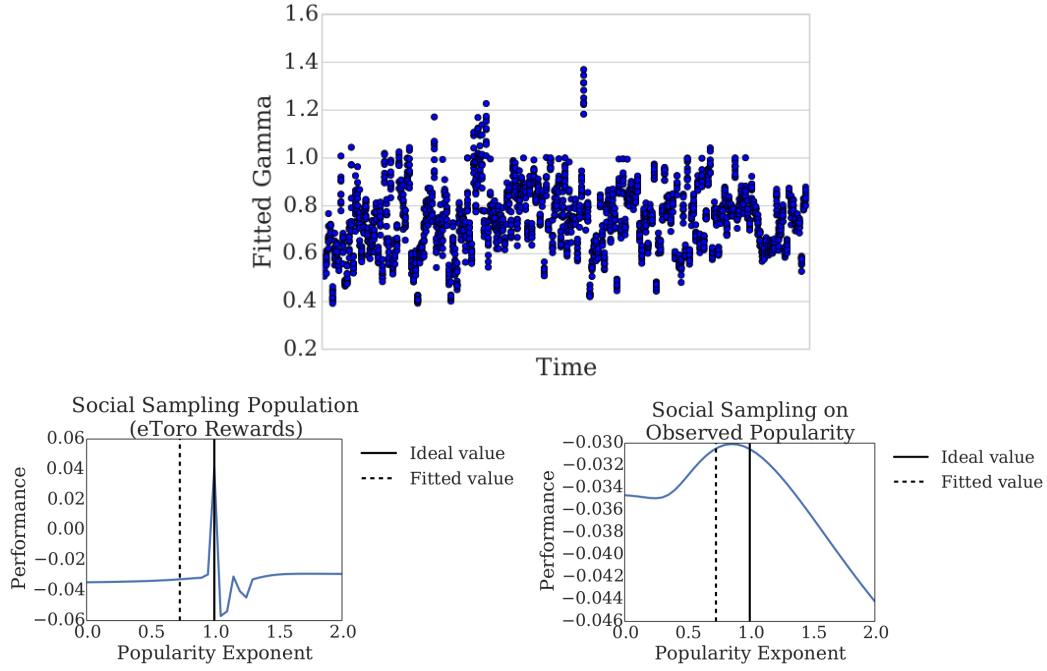 1.6
1.4
1.2
1.0
0.8
0.6
0.4
0.2
Fitted Gamma
Time
Social Sampling Population
(eToro Rewards)
0.06
0.04
0.02
0.00
−0.02
−0.04
−0.06
Performance
0.0 0.5 1.0 1.5 2.0
Popularity Exponent
Ideal value
Fitted value
Social Sampling on
Observed Popularity
−0.030
−0.034
−0.036
−0.038
−0.040
−0.042
−0.044
−0.046
Performance
0.0 0.5 1.0 1.5 2.0
Popularity Exponent
Ideal value
Fitted value